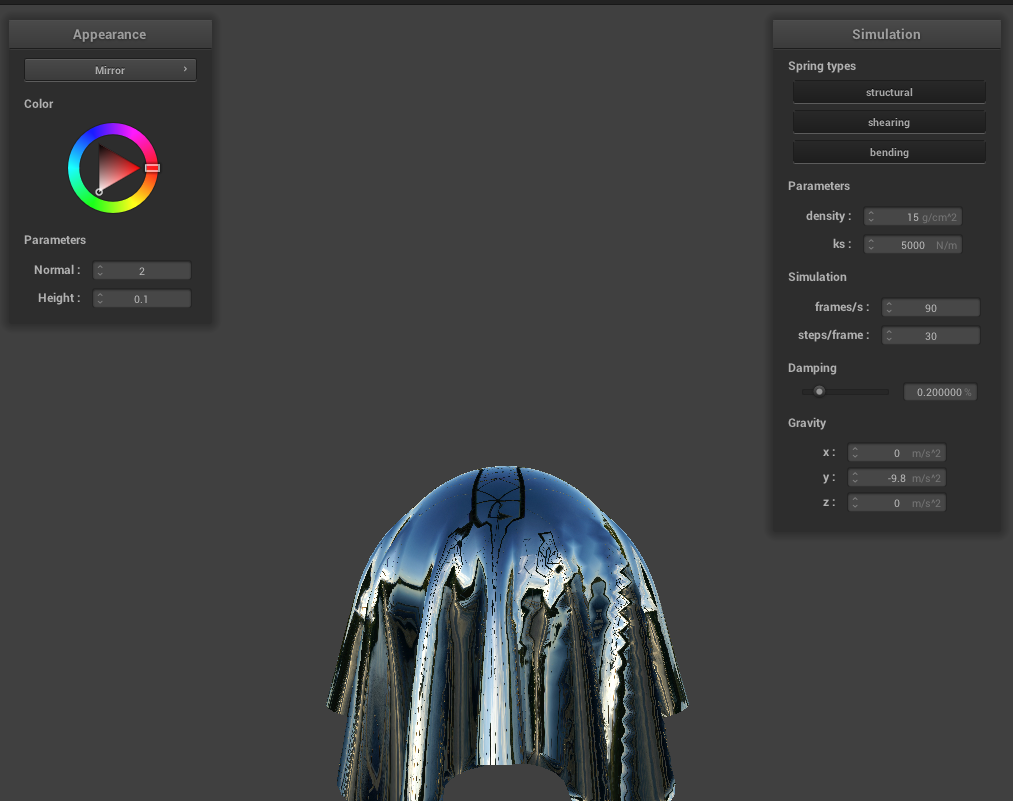 Appearance
Mirror
Color
Parameters
Normal : 2
Height : 0.1
Simulation
Spring types
structural
shearing
bending
Parameters
density : 15 g/cm^2
ks : 5000 N/m
Simulation
frames/s : 90
steps/frame : 30
Damping
0.200000 %
Gravity
x : 0 m/s^2
y : -9.8 m/s^2
z : 0 m/s^2